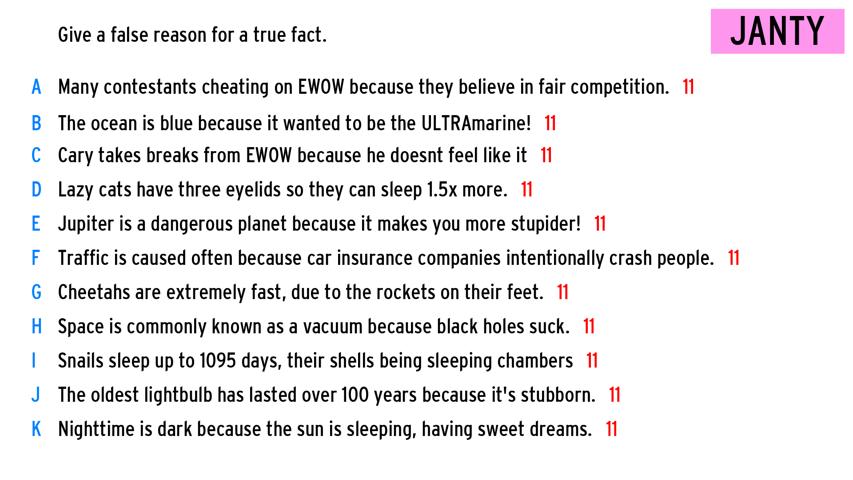 Give a false reason for a true fact.
JANTY
A Many contestants cheating on EWOW because they believe in fair competition. 11
B The ocean is blue because it wanted to be the ULTRAmarine! 11
C Cary takes breaks from EWOW because he doesnt feel like it 11
D Lazy cats have three eyelids so they can sleep 1.5x more. 11
E Jupiter is a dangerous planet because it makes you more stupider! 11
F Traffic is caused often because car insurance companies intentionally crash people. 11
G Cheetahs are extremely fast, due to the rockets on their feet. 11
H Space is commonly known as a vacuum because black holes suck. 11
I Snails sleep up to 1095 days, their shells being sleeping chambers 11
J The oldest lightbulb has lasted over 100 years because it's stubborn. 11
K Nighttime is dark because the sun is sleeping, having sweet dreams. 11